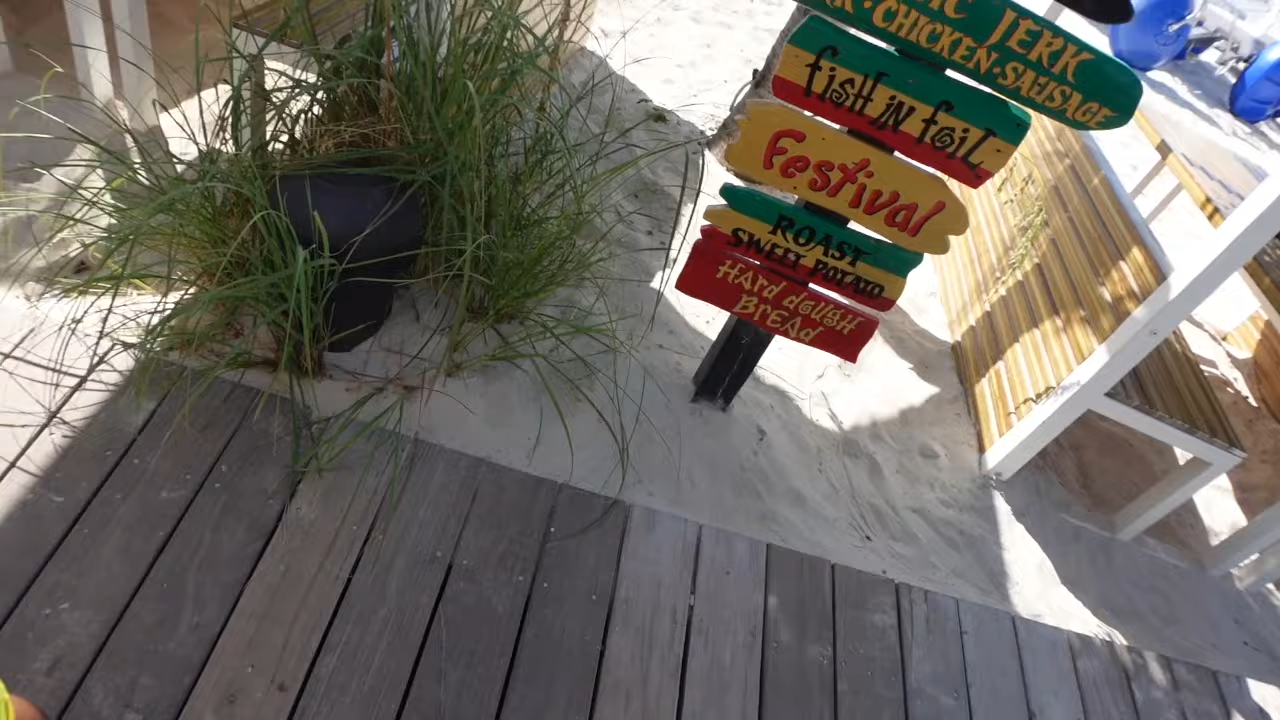 JERK
CHICKEN·SAUSAGE
fiSH iN foiL
Festival
ROAST
SWEET POTATO
HARd dOUGH
BREAd